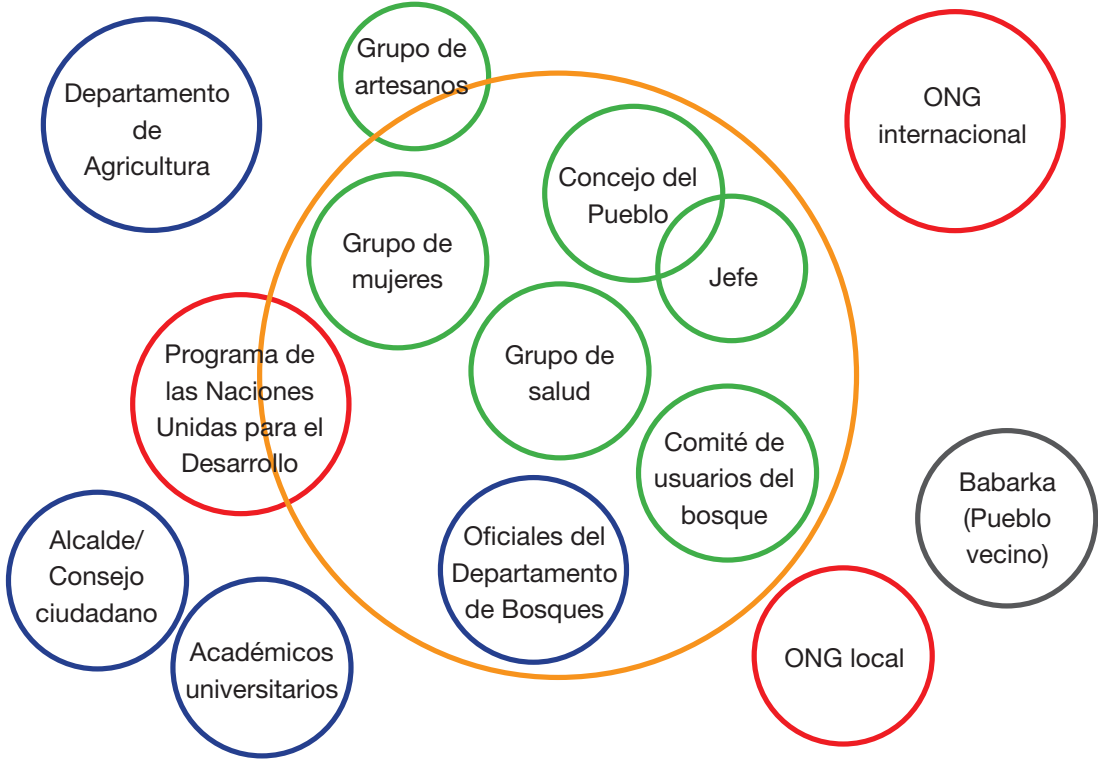 Departamento
de
Agricultura
Grupo de
artesanos
ONG
internacional
Concejo del
Pueblo
Jefe
Grupo de
mujeres
Programa de
las Naciones
Unidas para el
Desarrollo
Grupo de
salud
Comité de
usuarios del
bosque
Babarka
(Pueblo
vecino)
Alcalde/
Consejo
ciudadano
Oficiales del
Departamento
de Bosques
Académicos
universitarios
ONG local